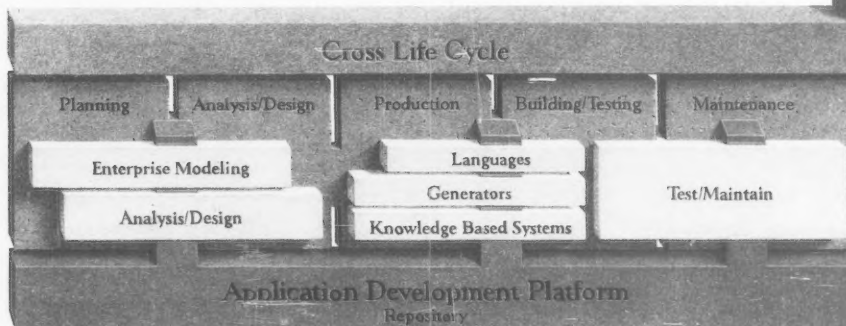 Cross Life Cycle
Planning Analysis/Design Production Building/Testing Maintenance
Enterprise Modeling
Analysis/Design
Languages
Generators
Knowledge Based Systems
Test/Maintain
Application Development Platform
Repository